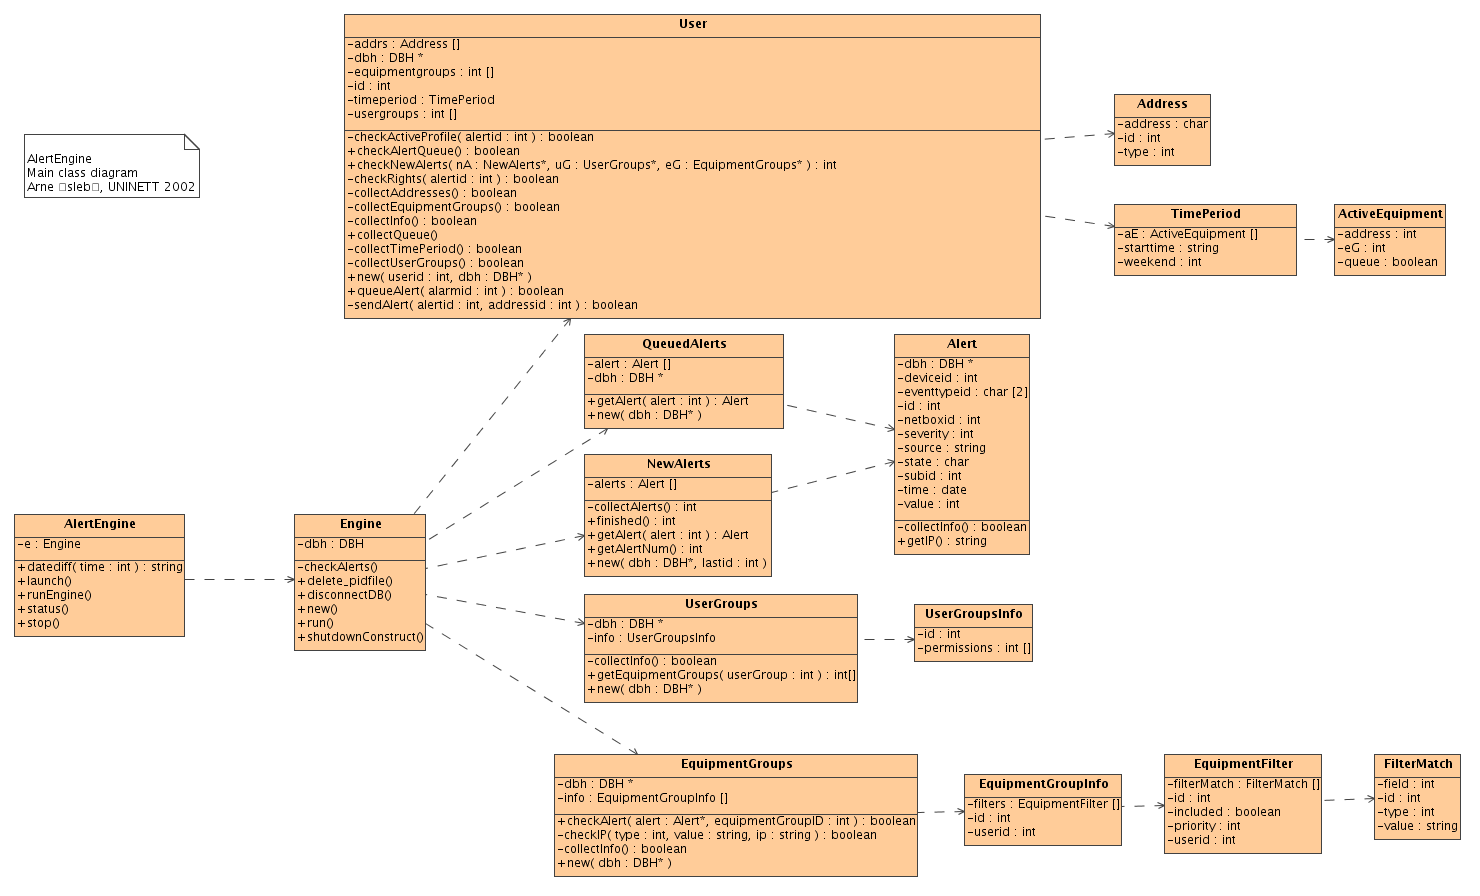 AlertEngine
Main class diagram
Arne □sleb□, UNINETT 2002
User
-addrs : Address []
-dbh : DBH *
-equipmentgroups : int []
-id : int
-timeperiod : TimePeriod
-usergroups : int []
-checkActiveProfile( alertid : int ) : boolean
+checkAlertQueue() : boolean
+checkNewAlerts( nA : NewAlerts*, uG : UserGroups*, eG : EquipmentGroups* ) : int
-checkRights( alertid : int ) : boolean
-collectAddresses() : boolean
-collectEquipmentGroups() : boolean
-collectInfo() : boolean
+collectQueue()
-collectTimePeriod() : boolean
-collectUserGroups() : boolean
+new( userid : int, dbh : DBH* )
+queueAlert( alarmid : int ) : boolean
-sendAlert( alertid : int, addressid : int ) : boolean
Address
-address : char
-id : int
-type : int
TimePeriod
-aE : ActiveEquipment []
-starttime : string
-weekend : int
ActiveEquipment
-address : int
-eG : int
-queue : boolean
QueuedAlerts
-alert : Alert []
-dbh : DBH *
+getAlert( alert : int ) : Alert
+new( dbh : DBH* )
Alert
-dbh : DBH *
-deviceid : int
-eventtypeid : char [2]
-id : int
-netboxid : int
-severity : int
-source : string
-state : char
-subid : int
-time : date
-value : int
-collectInfo() : boolean
+getIP() : string
NewAlerts
-alerts : Alert []
-collectAlerts() : int
+finished() : int
+getAlert( alert : int ) : Alert
+getAlertNum() : int
+new( dbh : DBH*, lastid : int )
AlertEngine
-e : Engine
+datediff( time : int ) : string
+launch()
+runEngine()
+status()
+stop()
Engine
-dbh : DBH
-checkAlerts()
+delete_pidfile()
+disconnectDB()
+new()
+run()
+shutdownConstruct()
UserGroups
-dbh : DBH *
-info : UserGroupsInfo
-collectInfo() : boolean
+getEquipmentGroups( userGroup : int ) : int[]
+new( dbh : DBH* )
UserGroupsInfo
-id : int
-permissions : int []
EquipmentGroups
-dbh : DBH *
-info : EquipmentGroupInfo []
+checkAlert( alert : Alert*, equipmentGroupID : int ) : boolean
-checkIP( type : int, value : string, ip : string ) : boolean
-collectInfo() : boolean
+new( dbh : DBH* )
EquipmentGroupInfo
-filters : EquipmentFilter []
-id : int
-userid : int
EquipmentFilter
-filterMatch : FilterMatch []
-id : int
-included : boolean
-priority : int
-userid : int
FilterMatch
-field : int
-id : int
-type : int
-value : string